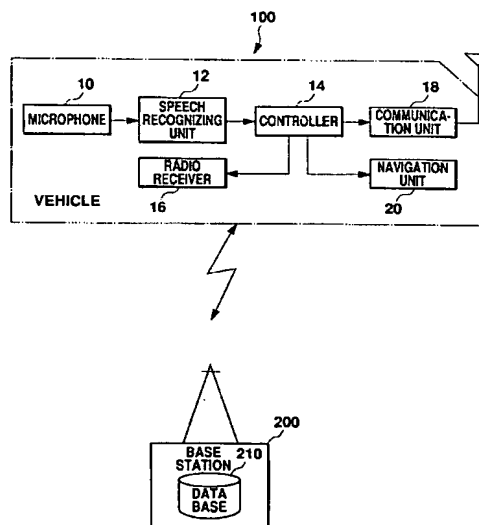 100
10
12
14
18
MICROPHONE
SPEECH
RECOGNIZING
UNIT
CONTROLLER
COMMUNICA-
TION UNIT
RADIO
RECEIVER
NAVIGATION
UNIT
VEHICLE
16
20
200
BASE
STATION
210
DATA
BASE